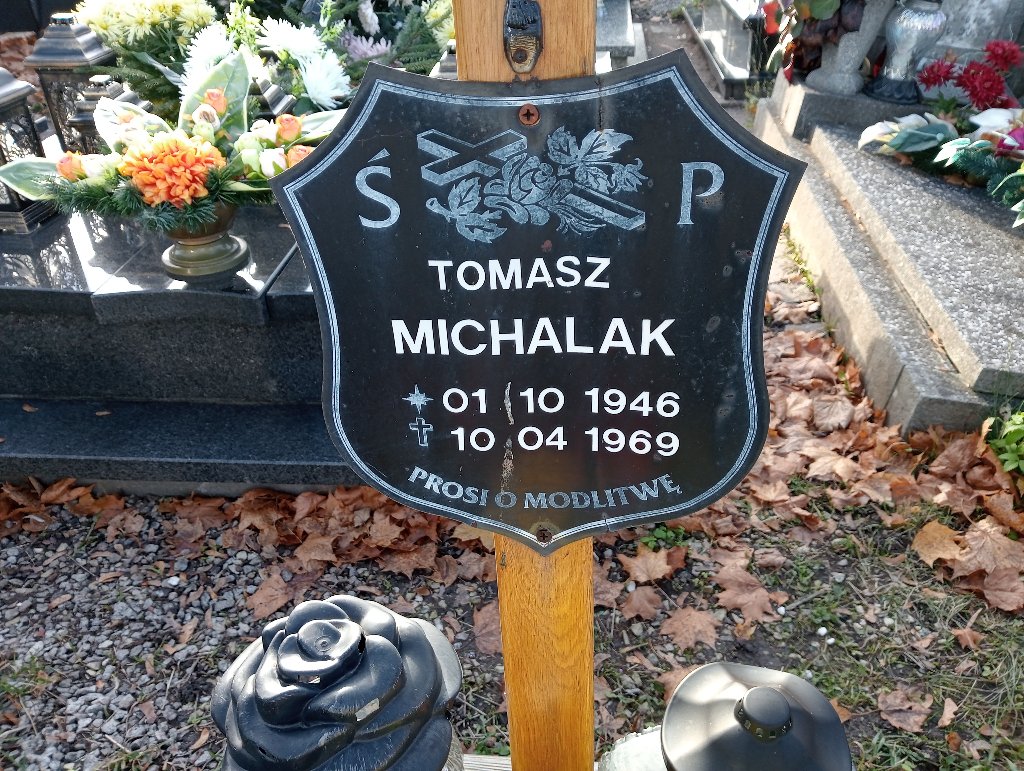 Ś P
TOMASZ
MICHALAK
01 10 1946
10 04 1969
PROSI O MODLITWĘ